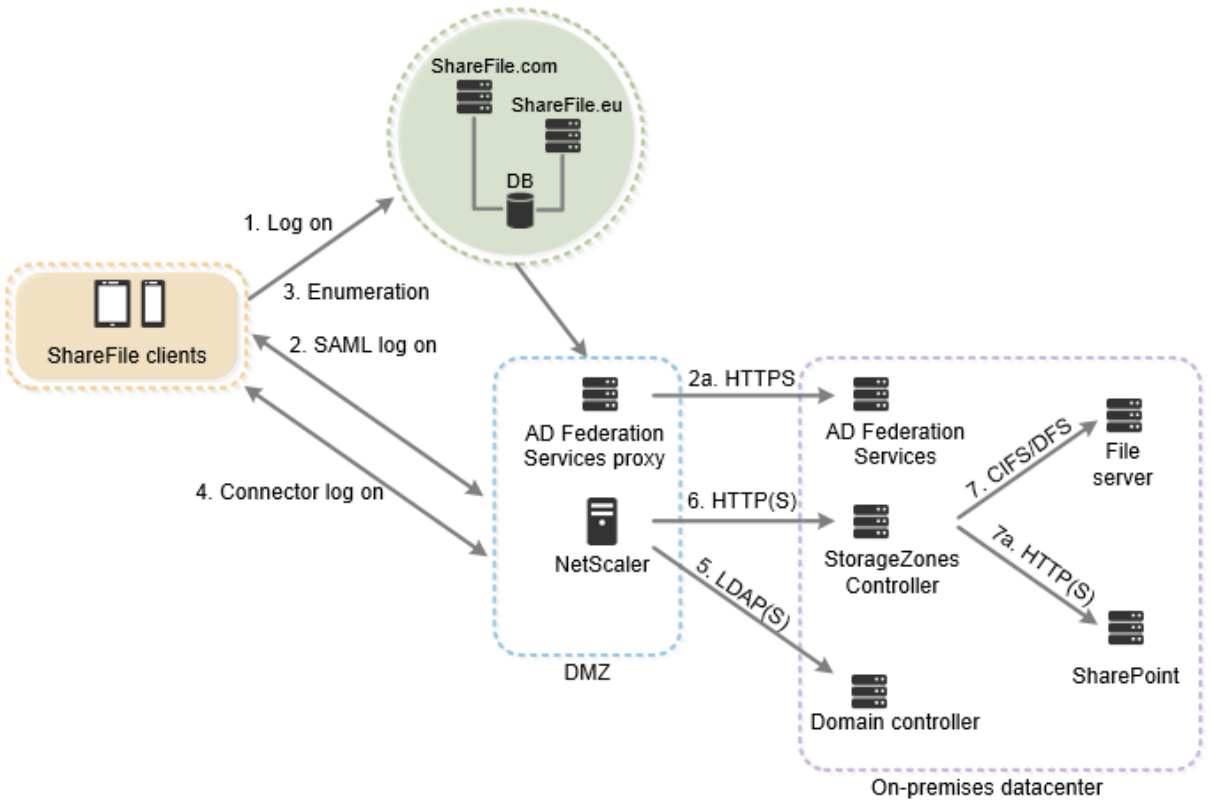 ShareFile.com
ShareFile.eu
DB
1. Log on
3. Enumeration
2. SAML log on
ShareFile clients
4. Connector log on
2a. HTTPS
AD Federation
Services proxy
AD Federation
Services
7. CIFS/DFS
File
server
6. HTTP(S)
NetScaler
StorageZones
Controller
5. LDAP(S)
7a. HTTP(S)
SharePoint
DMZ
Domain controller
On-premises datacenter